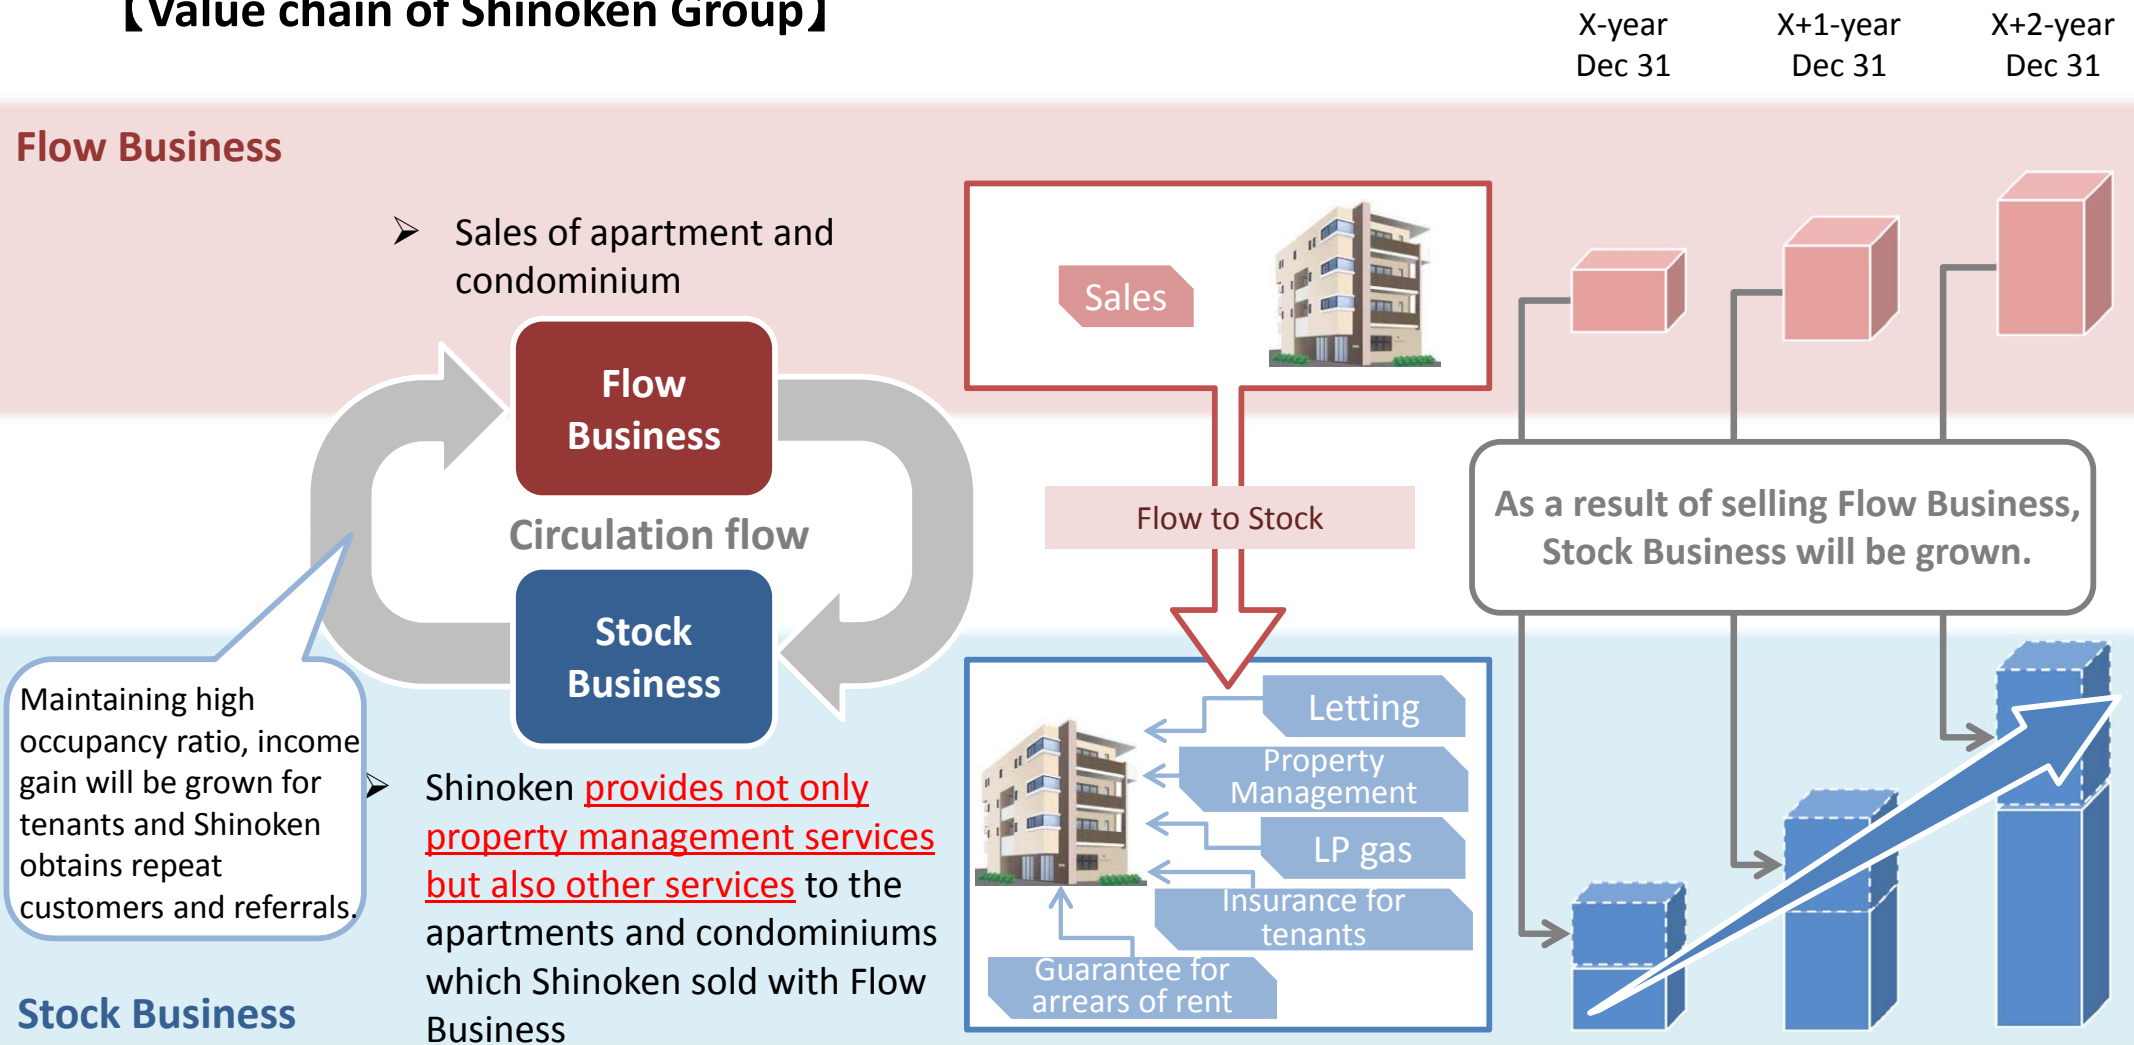 【Value chain of Shinoken Group】
X-year
Dec 31
X+1-year
Dec 31
X+2-year
Dec 31
Flow Business
➢ Sales of apartment and
condominium
Flow
Business
Circulation flow
Stock
Business
Maintaining high
occupancy ratio, income
gain will be grown for
tenants and Shinoken
obtains repeat
customers and referrals.
➢ Shinoken provides not only
property management services
but also other services to the
apartments and condominiums
which Shinoken sold with Flow
Business
Stock Business
Sales
Flow to Stock
Letting
Property
Management
LP gas
Insurance for
tenants
Guarantee for
arrears of rent
As a result of selling Flow Business,
Stock Business will be grown.